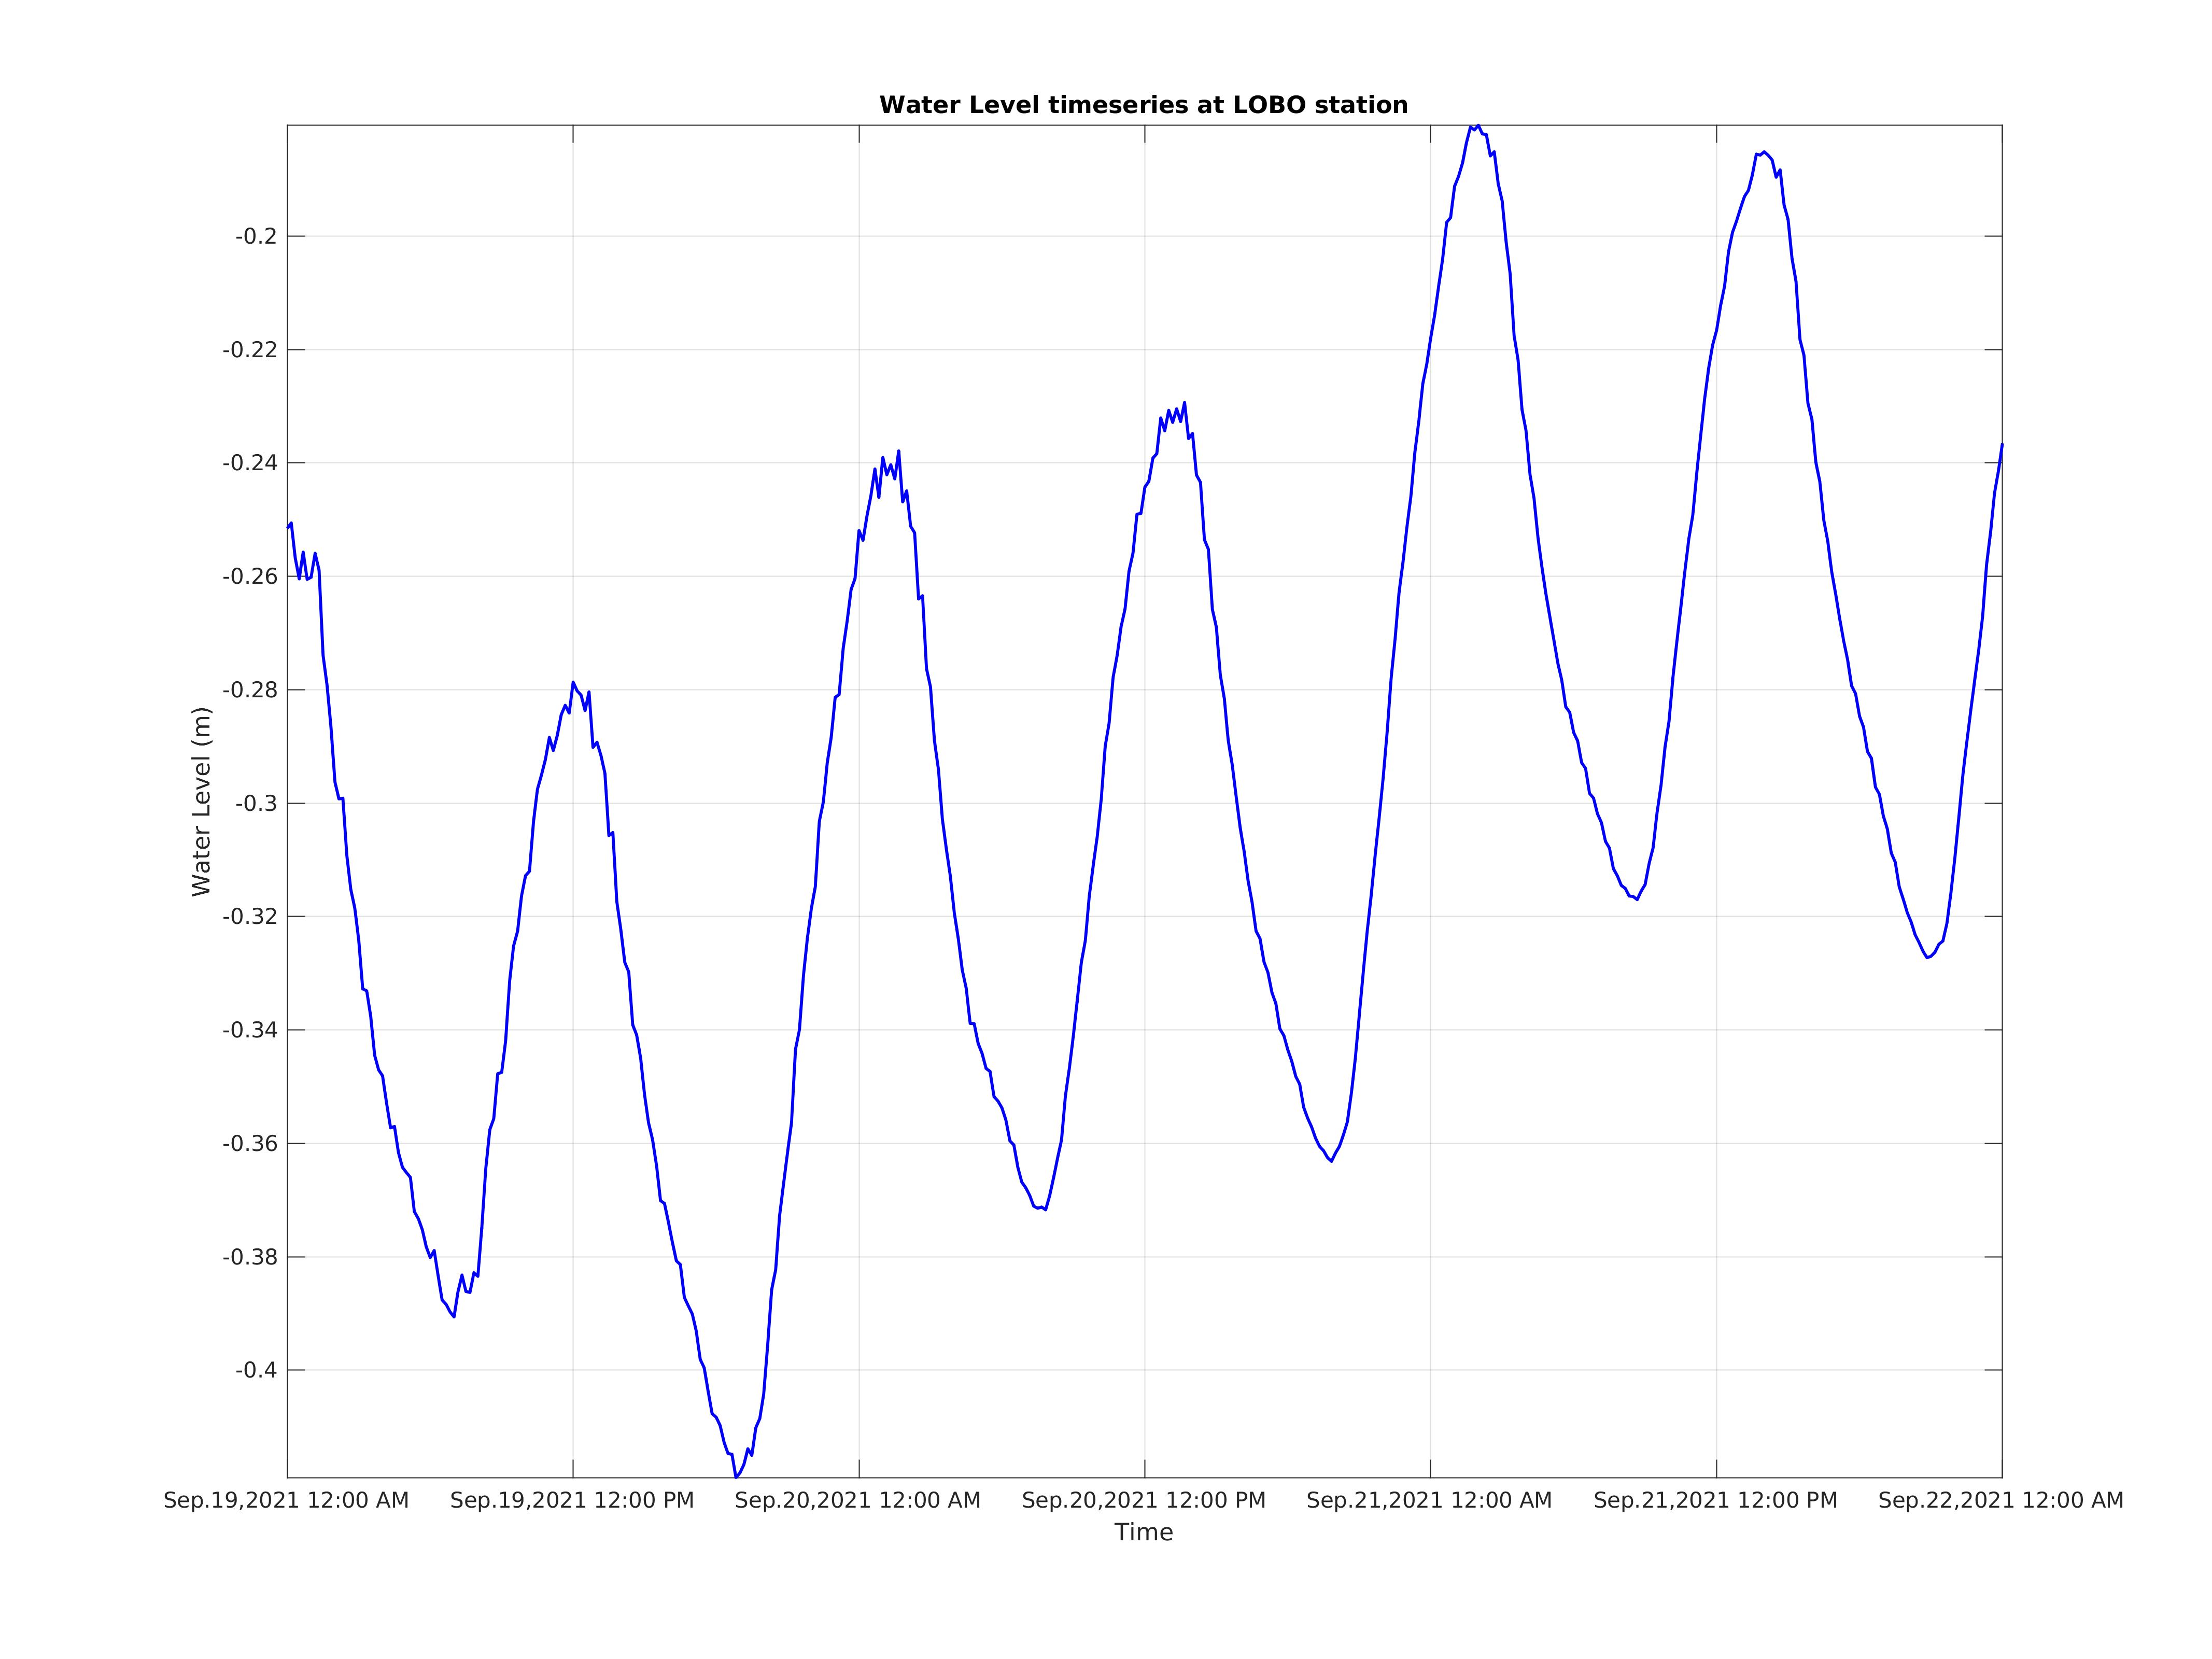 Water Level timeseries at LOBO station
-0.2
-0.22
-0.24
-0.26
-0.28
-0.3
-0.32
-0.34
-0.36
-0.38
-0.4
Water Level (m)
Sep.19,2021 12:00 AM Sep.19,2021 12:00 PM Sep.20,2021 12:00 AM Sep.20,2021 12:00 PM Sep.21,2021 12:00 AM Sep.21,2021 12:00 PM Sep.22,2021 12:00 AM
Time